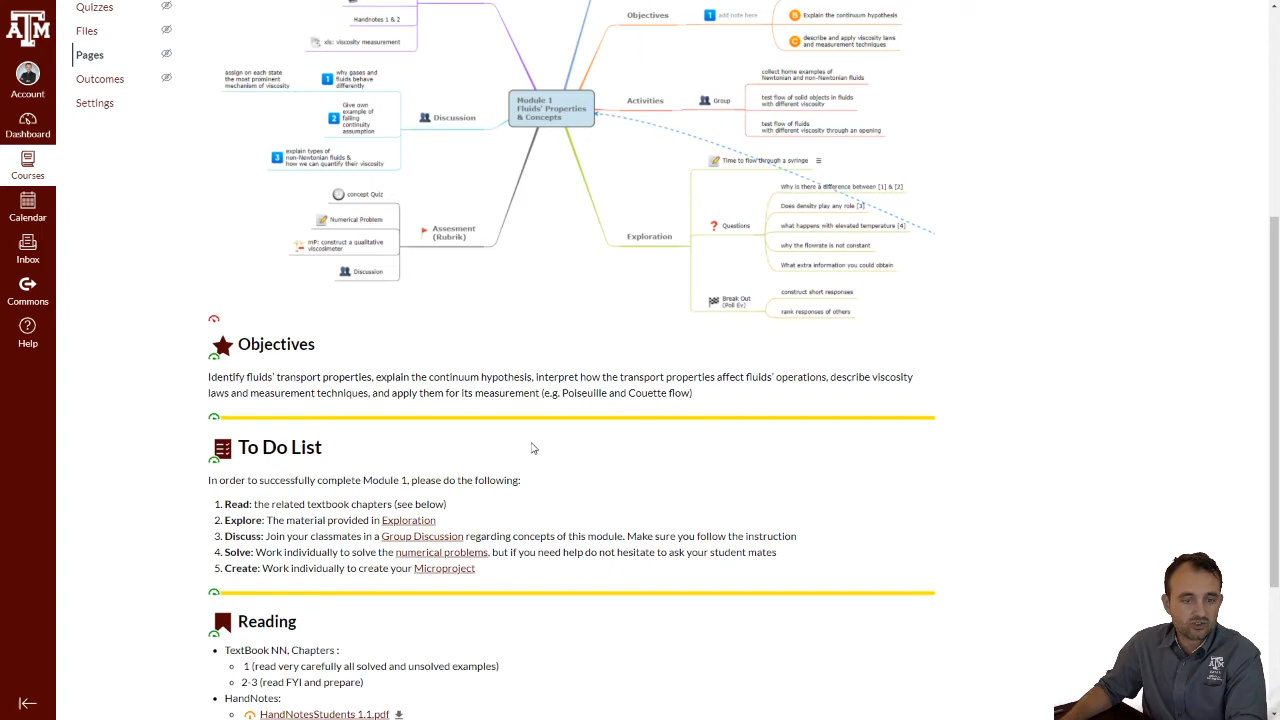 ATM
Account
Dashboard
Courses
Calendar
Inbox
Commons
Help
Quizzes
Files
Pages
Outcomes
Settings
Handnotes 1 & 2
xls: viscosity measurement
assign on each state
the most prominent
mechanism of viscosity
1
why gases and
fluids behave
differently
2
Give own
example of
failing
continuity
assumption
3
explain types of
non-Newtonian fluids &
how we can quantify their viscosity
Discussion
concept Quiz
Numerical Problem
mP: construct a qualitative
viscosimeter
Discussion
Assesment
(Rubrik)
Module 1
Fluids' Properties
& Concepts
Objectives
1
add note here
B
Explain the continuum hypothesis
C
describe and apply viscosity laws
and measurement techniques
Activities
Group
collect home examples of
Newtonian and non-Newtonian fluids
test flow of solid objects in fluids
with different viscosity
test flow of fluids
with different viscosity through an opening
Exploration
Time to flow through a syringe
Questions
Why is there a difference between [1] & [2]
Does density play any role [3]
what happens with elevated temperature [4]
why the flowrate is not constant
What extra information you could obtain
Break Out
(Poll Ev)
construct short responses
rank responses of others
Objectives
Identify fluids' transport properties, explain the continuum hypothesis, interpret how the transport properties affect fluids' operations, describe viscosity
laws and measurement techniques, and apply them for its measurement (e.g. Poiseuille and Couette flow)
To Do List
In order to successfully complete Module 1, please do the following:
1. Read: the related textbook chapters (see below)
2. Explore: The material provided in Exploration
3. Discuss: Join your classmates in a Group Discussion regarding concepts of this module. Make sure you follow the instruction
4. Solve: Work individually to solve the numerical problems, but if you need help do not hesitate to ask your student mates
5. Create: Work individually to create your Microproject
Reading
TextBook NN, Chapters :
1 (read very carefully all solved and unsolved examples)
2-3 (read FYI and prepare)
HandNotes:
HandNotesStudents 1.1.pdf
ATM